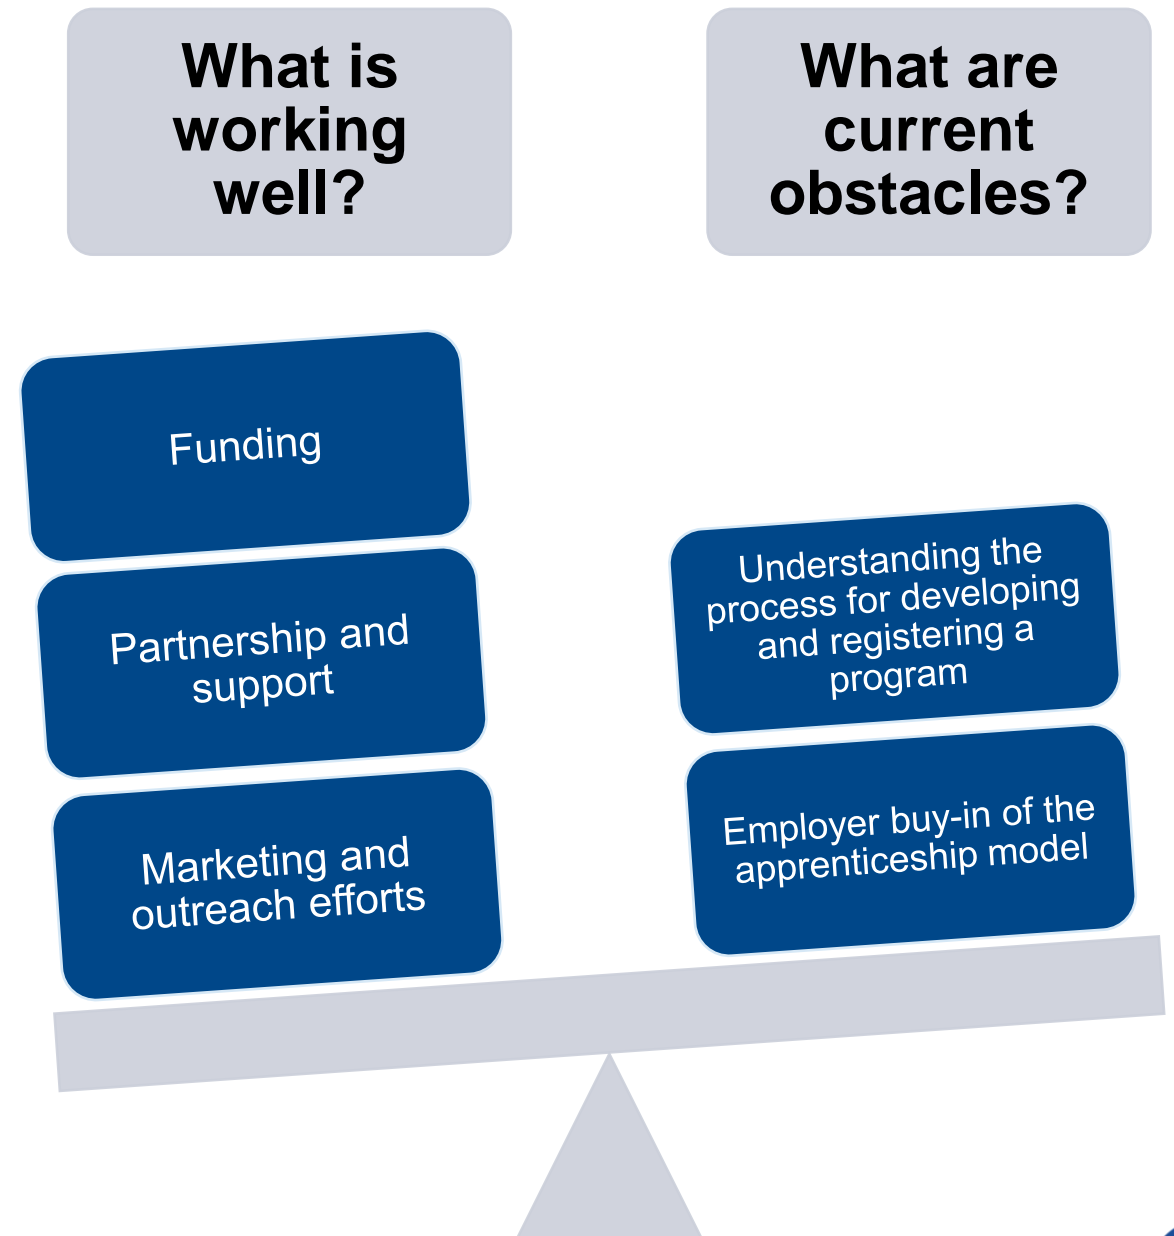 What is
working
well?
What are
current
obstacles?
Funding
Partnership and
support
Marketing and
outreach efforts
Understanding the
process for developing
and registering a
program
Employer buy-in of the
apprenticeship model